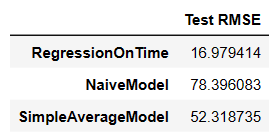 Test RMSE
RegressionOnTime 16.979414
NaiveModel 78.396083
SimpleAverageModel 52.318735